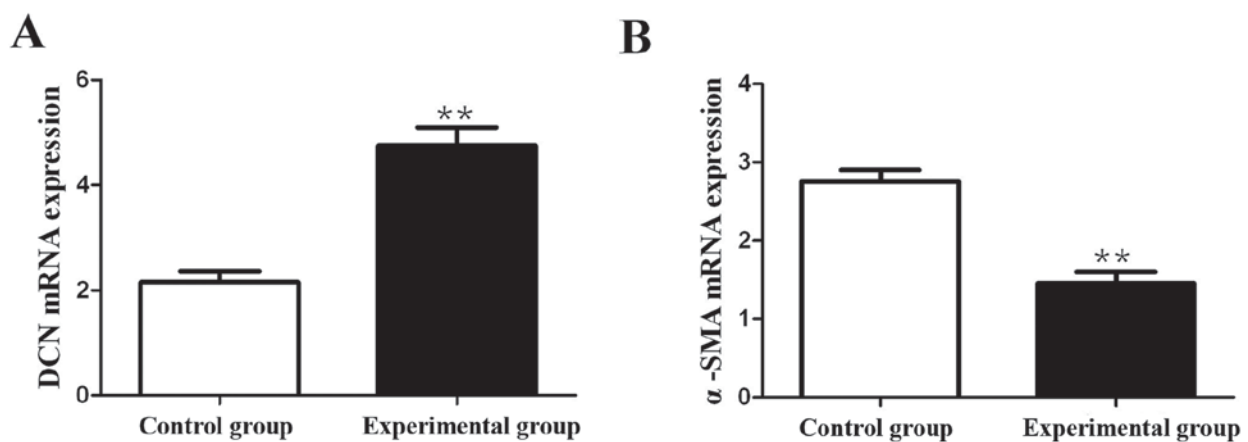 A
DCN mRNA expression
6
4
2
0
**
Control group
Experimental group
B
α -SMA mRNA expression
4
3
2
1
0
**
Control group
Experimental group